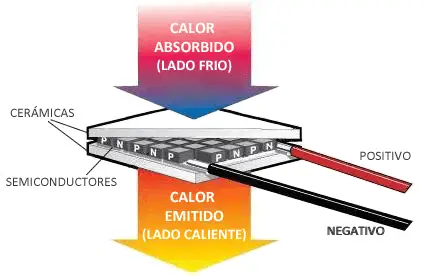 CALOR
ABSORBIDO
(LADO FRIO)
CERÁMICAS
P N P N P P N P N
SEMICONDUCTORES
POSITIVO
CALOR
EMITIDO
(LADO CALIENTE)
NEGATIVO